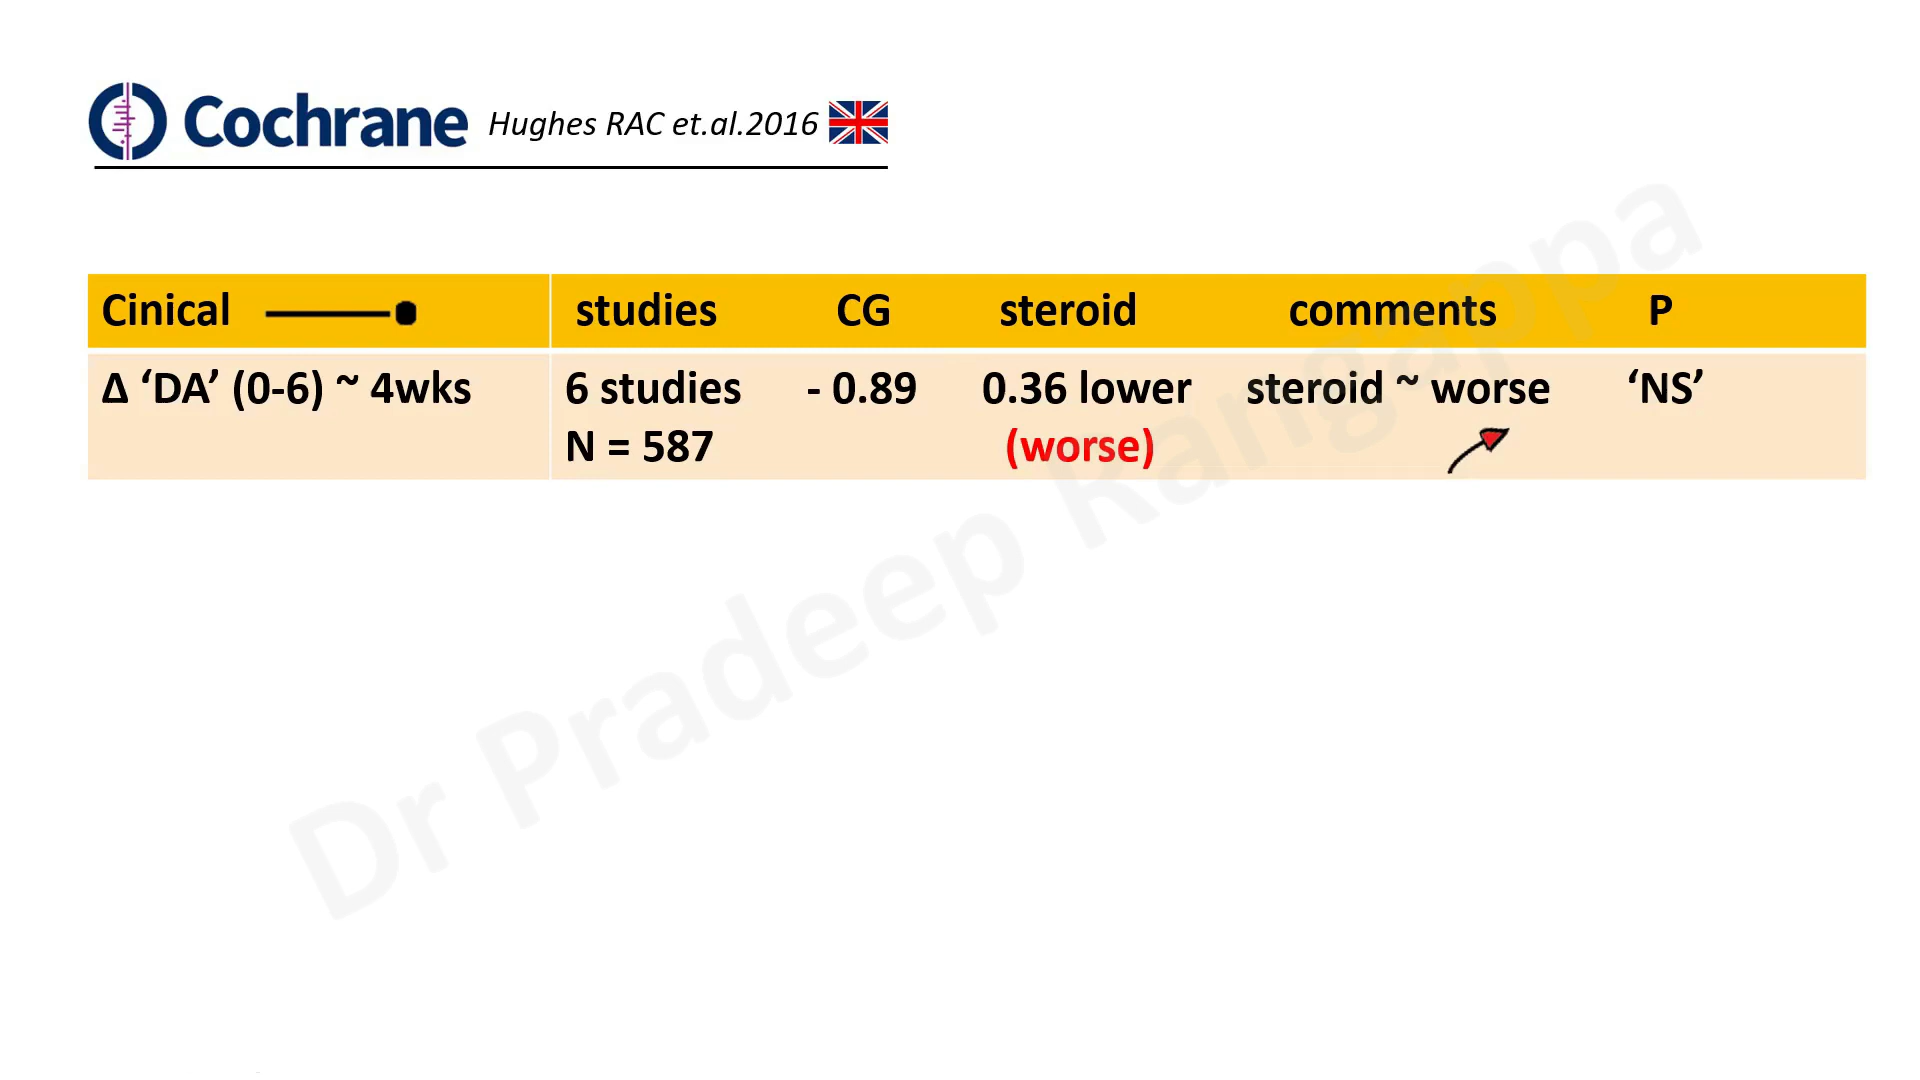 Cochrane Hughes RAC et.al.2016
Cinical studies CG steroid comments P
Δ ‘DA’ (0-6) ~ 4wks 6 studies - 0.89 0.36 lower steroid ~ worse ‘NS’
N = 587 (worse)
Dr Pradeep Rangappa